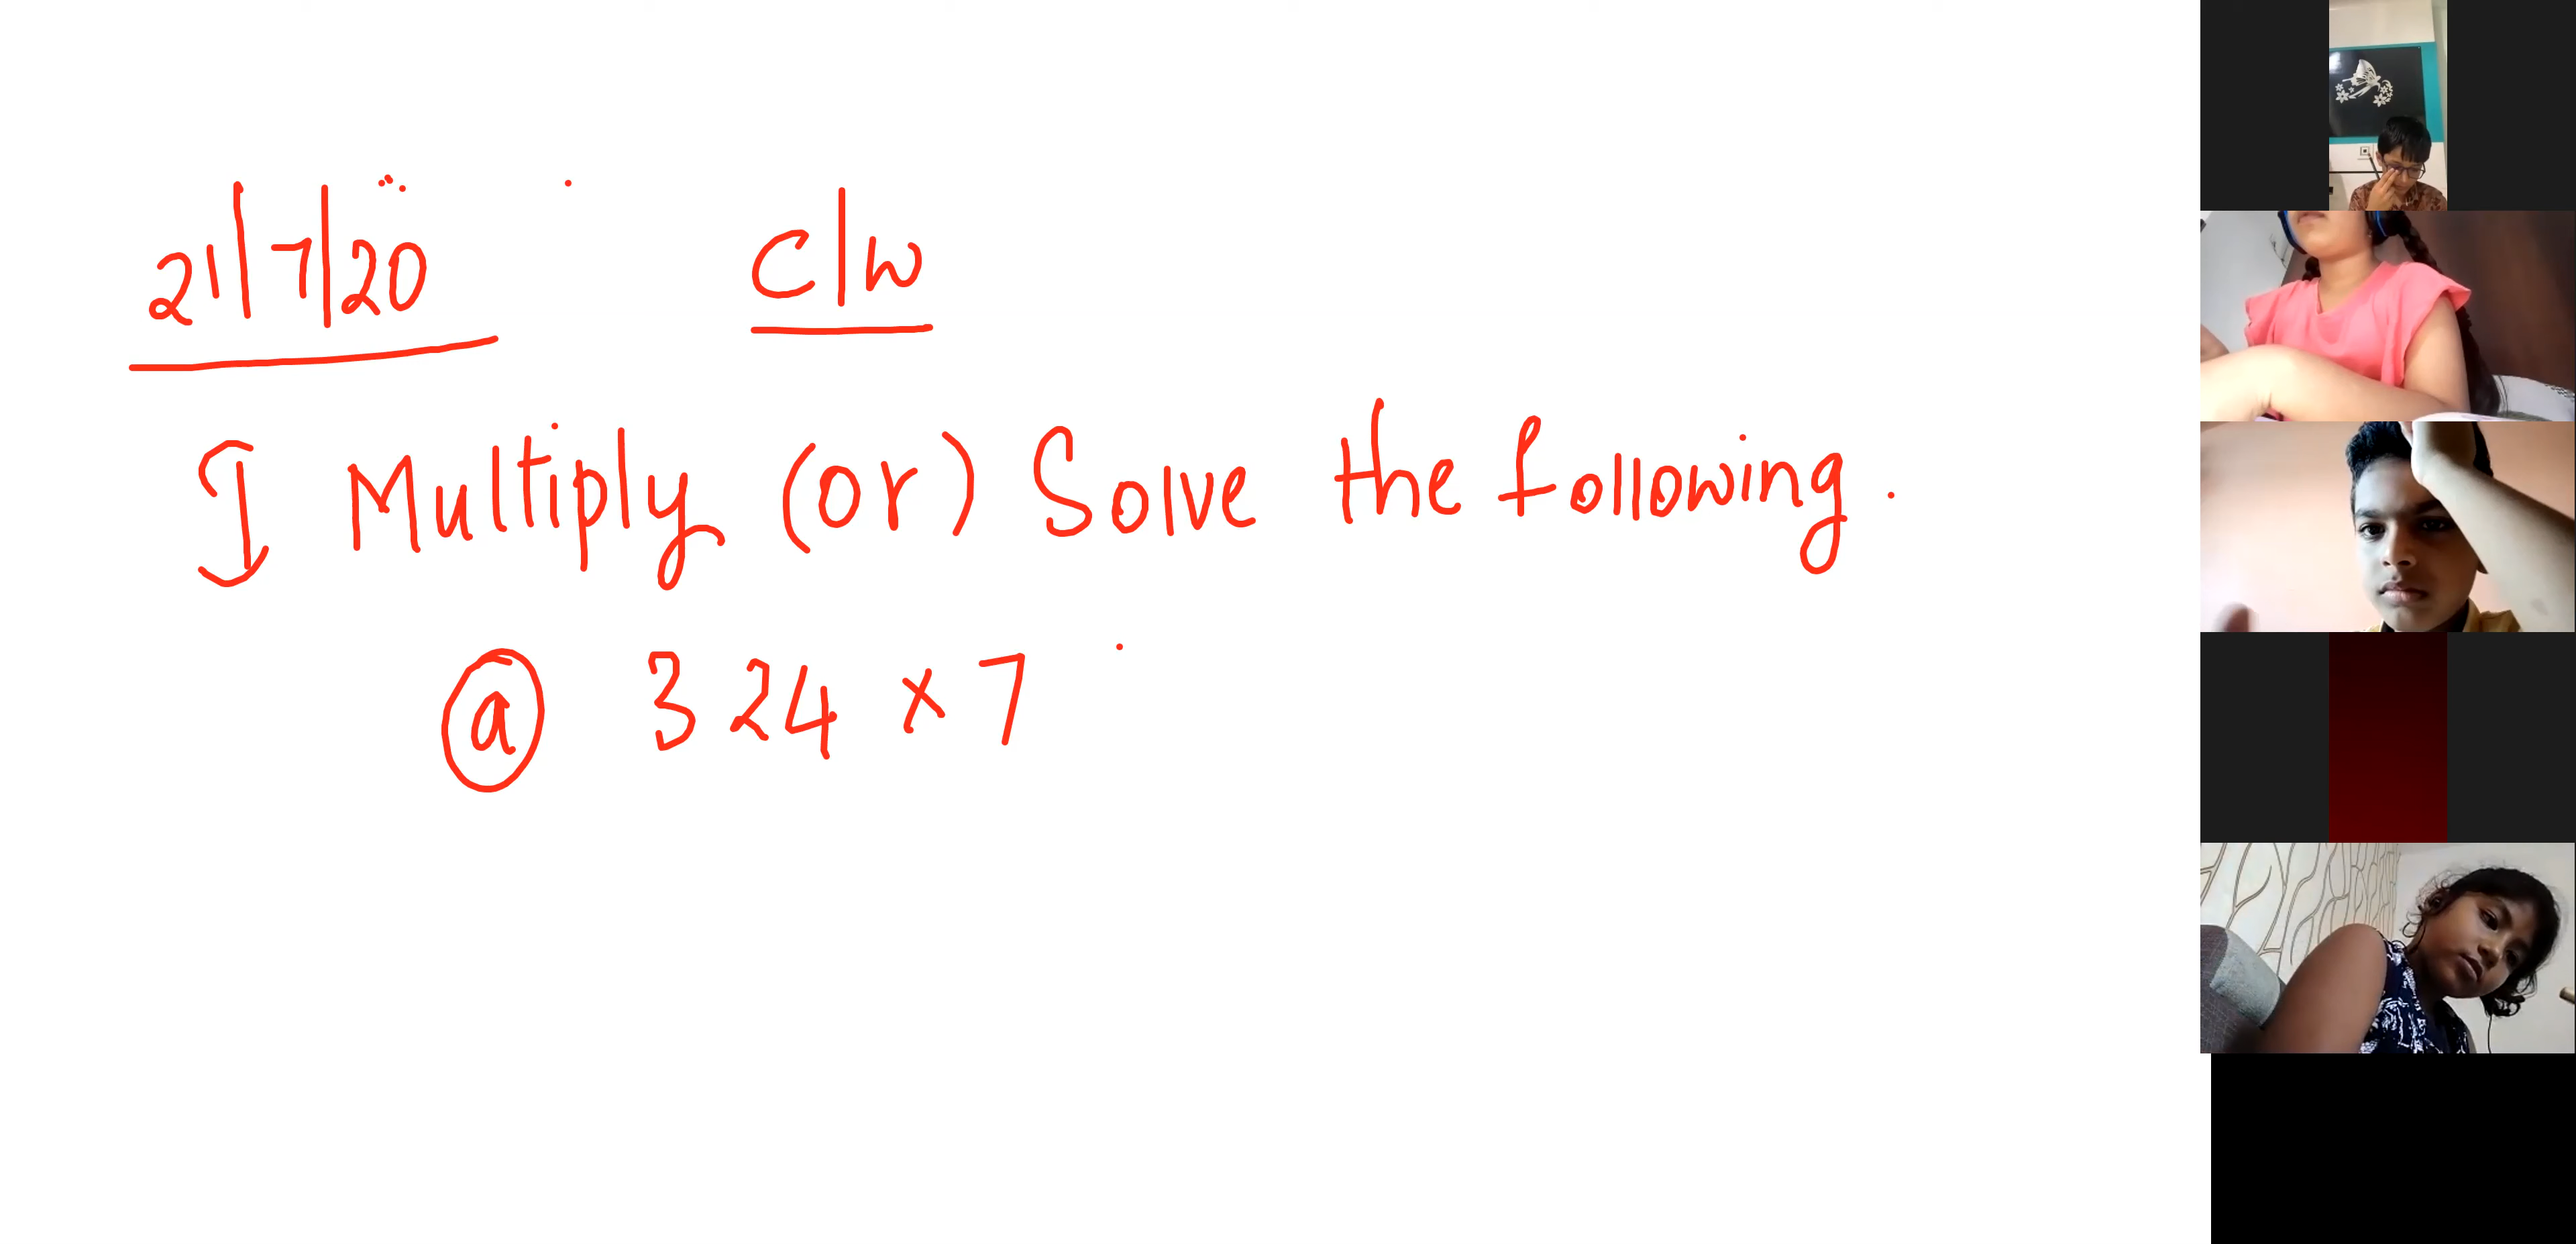 21/7/20 C/W
I Multiply (or) Solve the following.
a 324 × 7